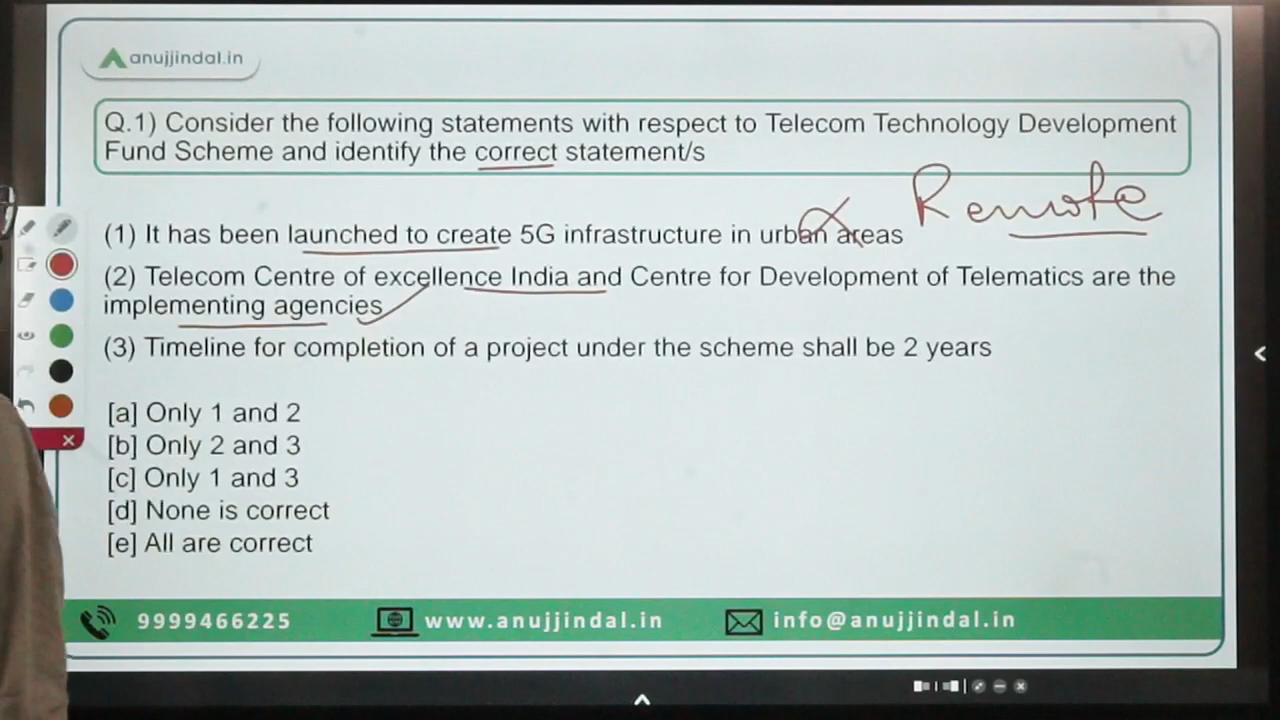 anujjindal.in
Q.1) Consider the following statements with respect to Telecom Technology Development
Fund Scheme and identify the correct statement/s
Remote
(1) It has been launched to create 5G infrastructure in urban areas
(2) Telecom Centre of excellence India and Centre for Development of Telematics are the
implementing agencies
(3) Timeline for completion of a project under the scheme shall be 2 years
[a] Only 1 and 2
[b] Only 2 and 3
[c] Only 1 and 3
[d] None is correct
[e] All are correct
9999466225 www.anujjindal.in info@anujjindal.in